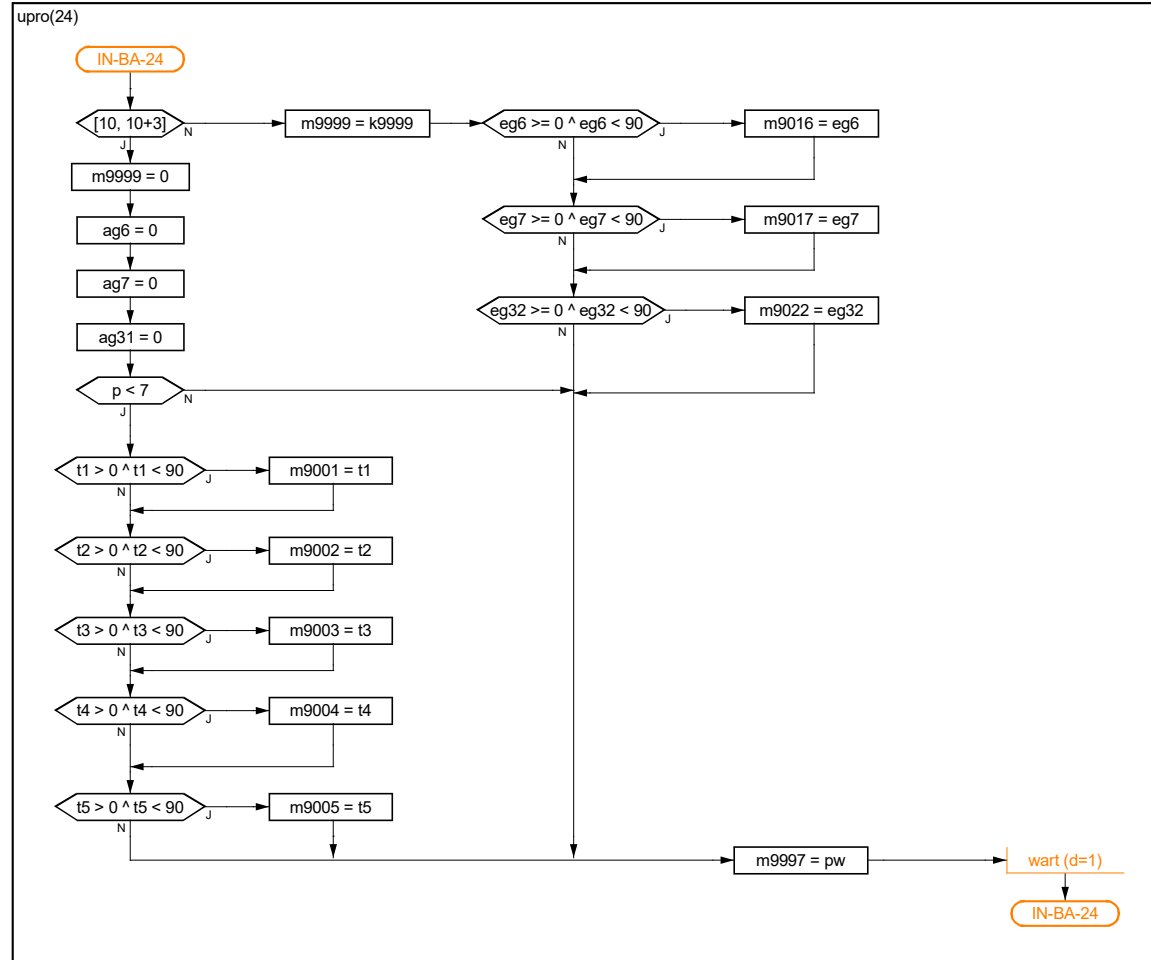 upro(24)
IN-BA-24
[10, 10+3]
N
J
m9999 = k9999
eg6 >= 0 ^ eg6 < 90
J
N
m9016 = eg6
m9999 = 0
ag6 = 0
eg7 >= 0 ^ eg7 < 90
J
N
m9017 = eg7
ag7 = 0
eg32 >= 0 ^ eg32 < 90
J
N
m9022 = eg32
ag31 = 0
p < 7
N
J
t1 > 0 ^ t1 < 90
J
N
m9001 = t1
t2 > 0 ^ t2 < 90
J
N
m9002 = t2
t3 > 0 ^ t3 < 90
J
N
m9003 = t3
t4 > 0 ^ t4 < 90
J
N
m9004 = t4
t5 > 0 ^ t5 < 90
J
N
m9005 = t5
m9997 = pw
wart (d=1)
IN-BA-24